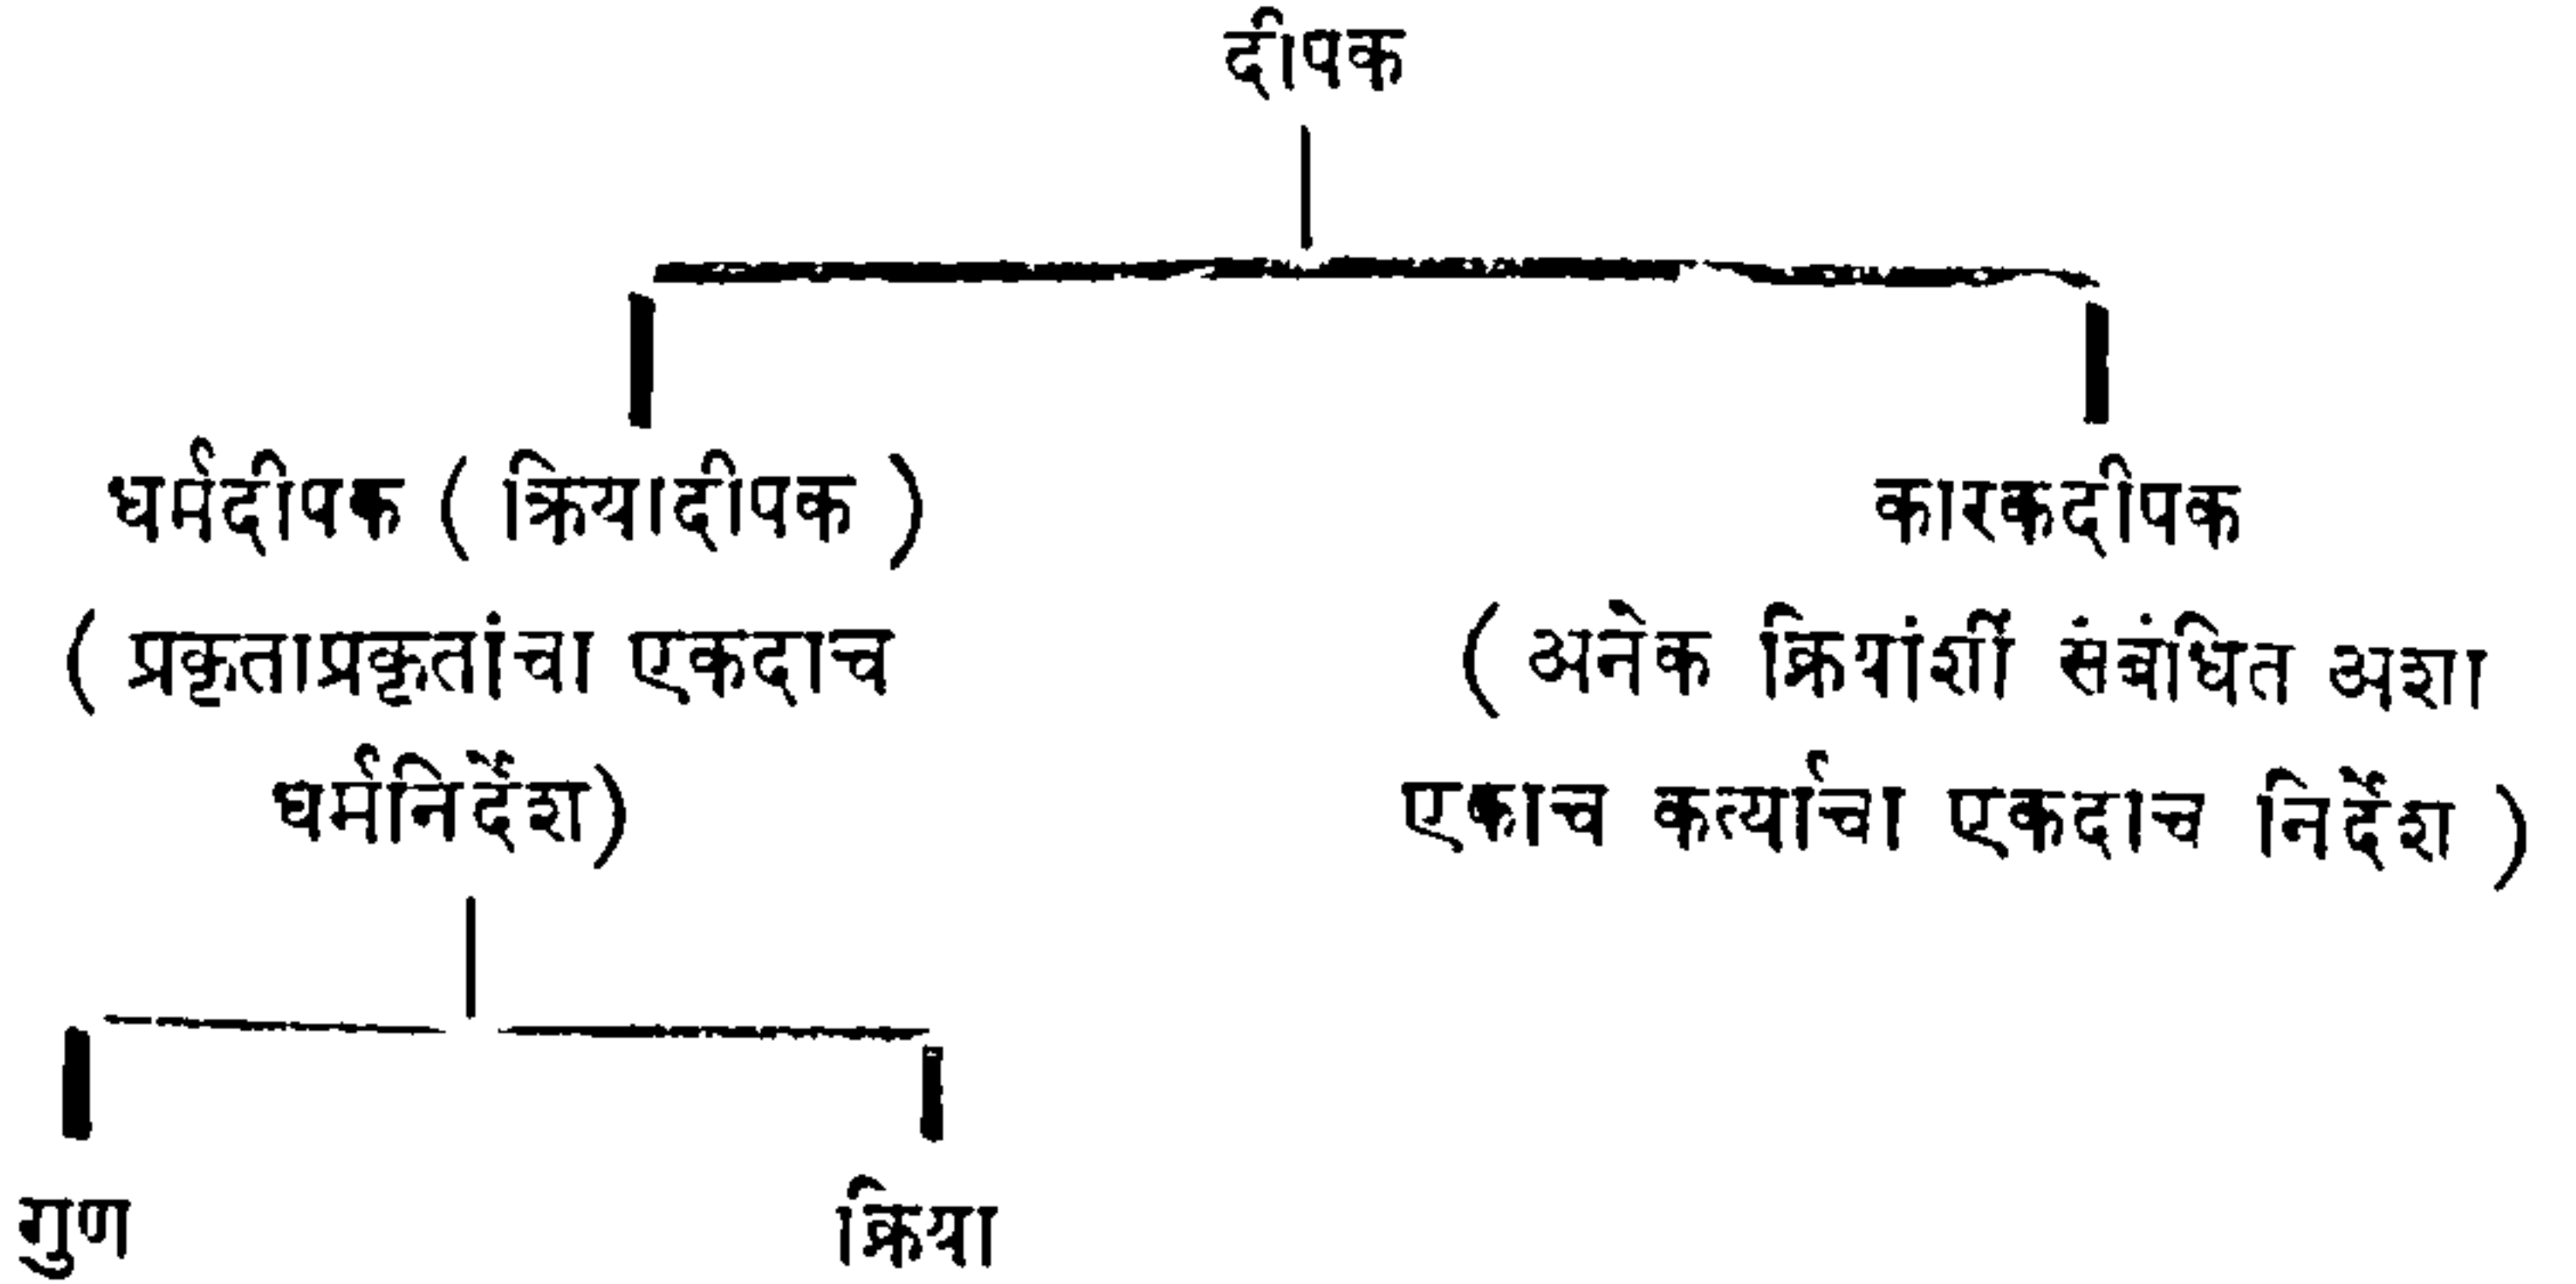 दीपक
धर्मदीपक ( क्रियादीपक )
कारकदीपक
( प्रकृताप्रकृतांचा एकदाच
( अनेक क्रियांशीं संबंधित अशा
धर्मनिर्देश)
एकाच कर्त्याचा एकदाच निर्देश )
गुण
क्रिया